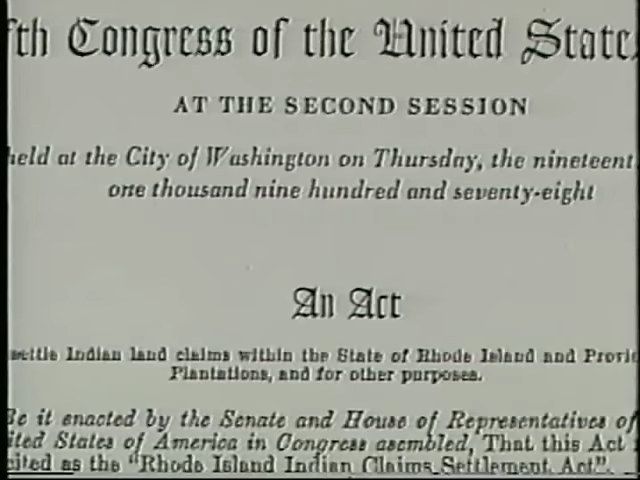 fth Congress of the United State
AT THE SECOND SESSION
held at the City of Washington on Thursday, the nineteent
one thousand nine hundred and seventy-eight
An Act
settle Indian land claims within the State of Rhode Island and Provid
Plantations, and for other purposes.
Be it enacted by the Senate and House of Representatives of
ited States of America in Congress asembled, That this Act
cited as the "Rhode Island Indian Claims Settlement Act".